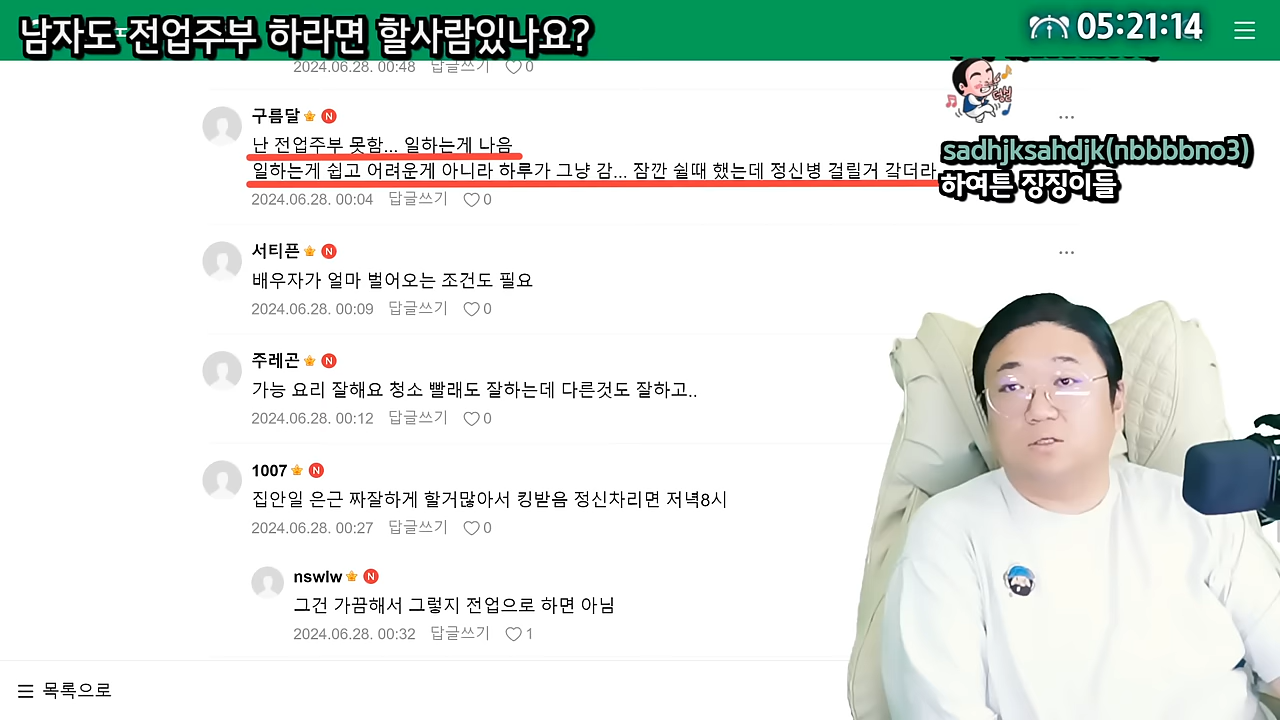 남자도 전업주부 하라면 할사람있나요?
05:21:14
2024.06.28. 00:48 답글쓰기 0
구름달 N
난 전업주부 못함... 일하는게 나음
일하는게 쉽고 어려운게 아니라 하루가 그냥 감... 잠깐 쉴때 했는데 정신병 걸릴거 같더라
2024.06.28. 00:04 답글쓰기 0
sadhjksahdjk(nbbbbno3)
하여튼 징징이들
서티픈 N
배우자가 얼마 벌어오는 조건도 필요
2024.06.28. 00:09 답글쓰기 0
주레곤 N
가능 요리 잘해요 청소 빨래도 잘하는데 다른것도 잘하고..
2024.06.28. 00:12 답글쓰기 0
1007 N
집안일 은근 짜잘하게 할거많아서 킹받음 정신차리면 저녁8시
2024.06.28. 00:27 답글쓰기 0
nswlw N
그건 가끔해서 그렇지 전업으로 하면 아님
2024.06.28. 00:32 답글쓰기 1
목록으로